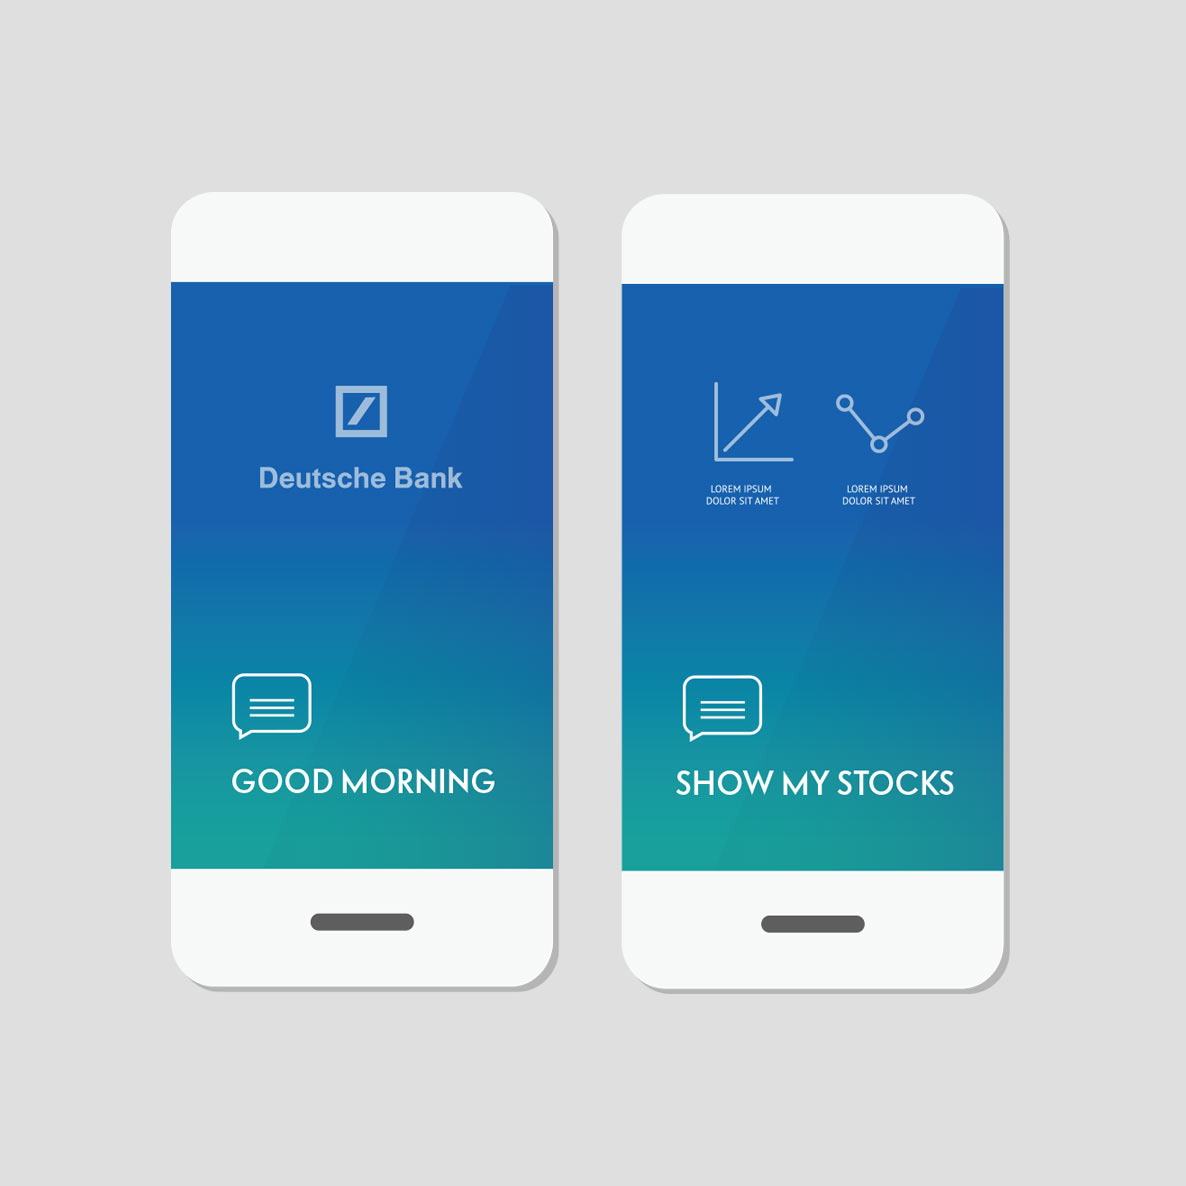 Deutsche Bank
GOOD MORNING
LOREM IPSUM
DOLOR SIT AMET
LOREM IPSUM
DOLOR SIT AMET
SHOW MY STOCKS